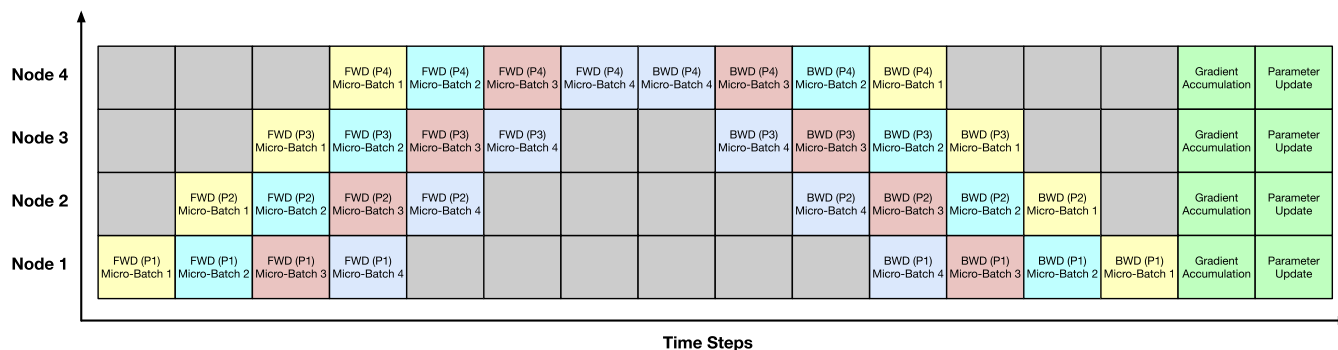 Node 4
FWD (P4)
Micro-Batch 1
FWD (P4)
Micro-Batch 2
FWD (P4)
Micro-Batch 3
FWD (P4)
Micro-Batch 4
BWD (P4)
Micro-Batch 4
BWD (P4)
Micro-Batch 3
BWD (P4)
Micro-Batch 2
BWD (P4)
Micro-Batch 1
Gradient
Accumulation
Parameter
Update
Node 3
FWD (P3)
Micro-Batch 1
FWD (P3)
Micro-Batch 2
FWD (P3)
Micro-Batch 3
FWD (P3)
Micro-Batch 4
BWD (P3)
Micro-Batch 4
BWD (P3)
Micro-Batch 3
BWD (P3)
Micro-Batch 2
BWD (P3)
Micro-Batch 1
Gradient
Accumulation
Parameter
Update
Node 2
FWD (P2)
Micro-Batch 1
FWD (P2)
Micro-Batch 2
FWD (P2)
Micro-Batch 3
FWD (P2)
Micro-Batch 4
BWD (P2)
Micro-Batch 4
BWD (P2)
Micro-Batch 3
BWD (P2)
Micro-Batch 2
BWD (P2)
Micro-Batch 1
Gradient
Accumulation
Parameter
Update
Node 1
FWD (P1)
Micro-Batch 1
FWD (P1)
Micro-Batch 2
FWD (P1)
Micro-Batch 3
FWD (P1)
Micro-Batch 4
BWD (P1)
Micro-Batch 4
BWD (P1)
Micro-Batch 3
BWD (P1)
Micro-Batch 2
BWD (P1)
Micro-Batch 1
Gradient
Accumulation
Parameter
Update
Time Steps